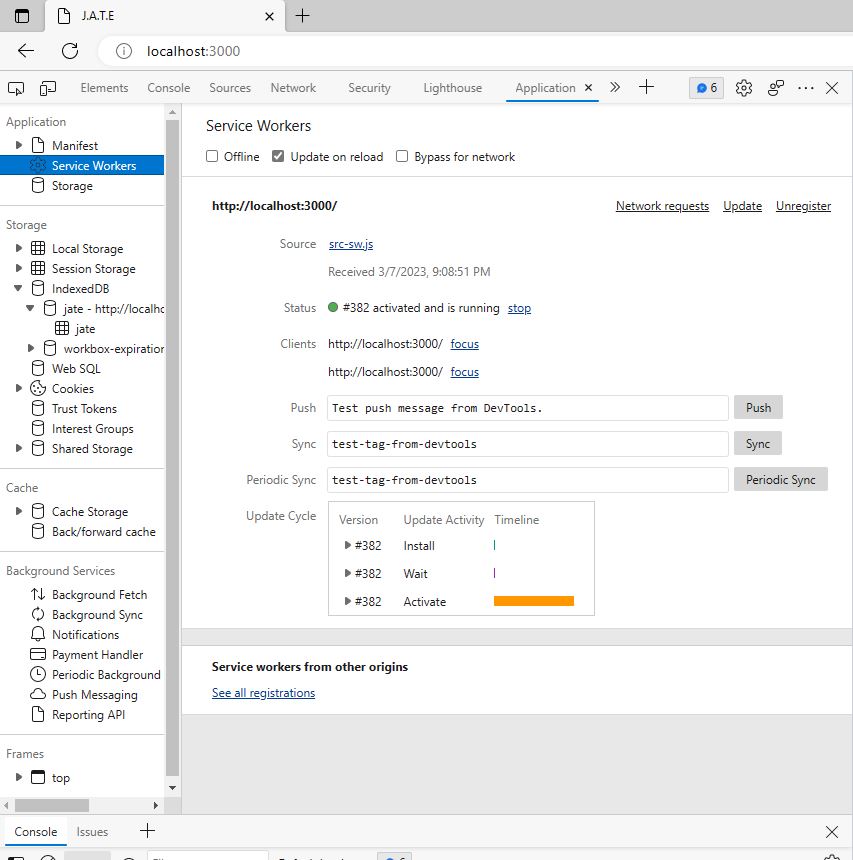 J.A.T.E
localhost:3000
Elements Console Sources Network Security Lighthouse Application 6
Application
Manifest
Service Workers
Storage
Storage
Local Storage
Session Storage
IndexedDB
jate - http://localhc
jate
workbox-expiration
Web SQL
Cookies
Trust Tokens
Interest Groups
Shared Storage
Cache
Cache Storage
Back/forward cache
Background Services
Background Fetch
Background Sync
Notifications
Payment Handler
Periodic Background
Push Messaging
Reporting API
Frames
top
Service Workers
Offline Update on reload Bypass for network
http://localhost:3000/ Network requests Update Unregister
Source src-sw.js
Received 3/7/2023, 9:08:51 PM
Status #382 activated and is running stop
Clients http://localhost:3000/ focus
http://localhost:3000/ focus
Push Test push message from DevTools. Push
Sync test-tag-from-devtools Sync
Periodic Sync test-tag-from-devtools Periodic Sync
Update Cycle Version Update Activity Timeline
#382 Install
#382 Wait
#382 Activate
Service workers from other origins
See all registrations
Console Issues